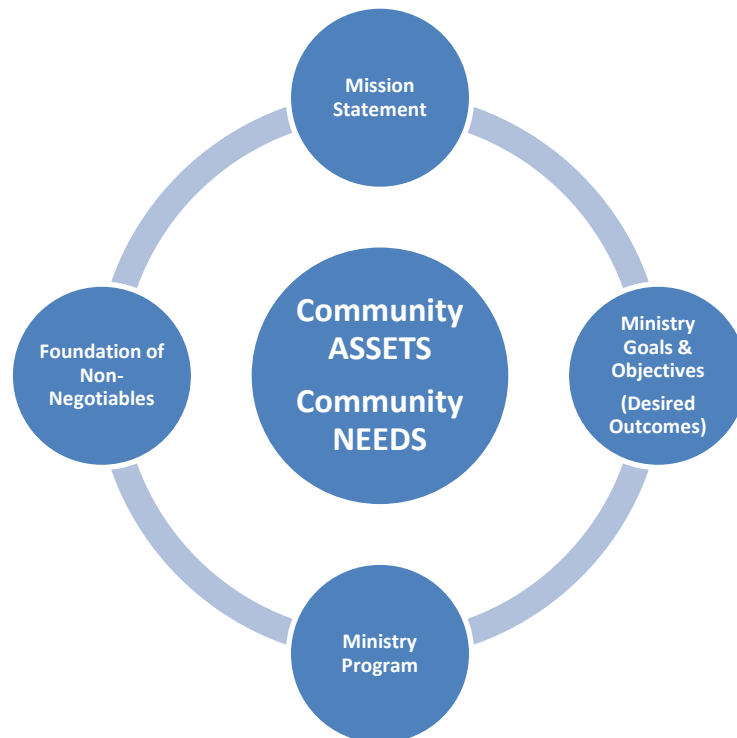 Mission
Statement
Community
ASSETS
Community
NEEDS
Foundation of
Non-
Negotiables
Ministry
Goals &
Objectives
(Desired
Outcomes)
Ministry
Program